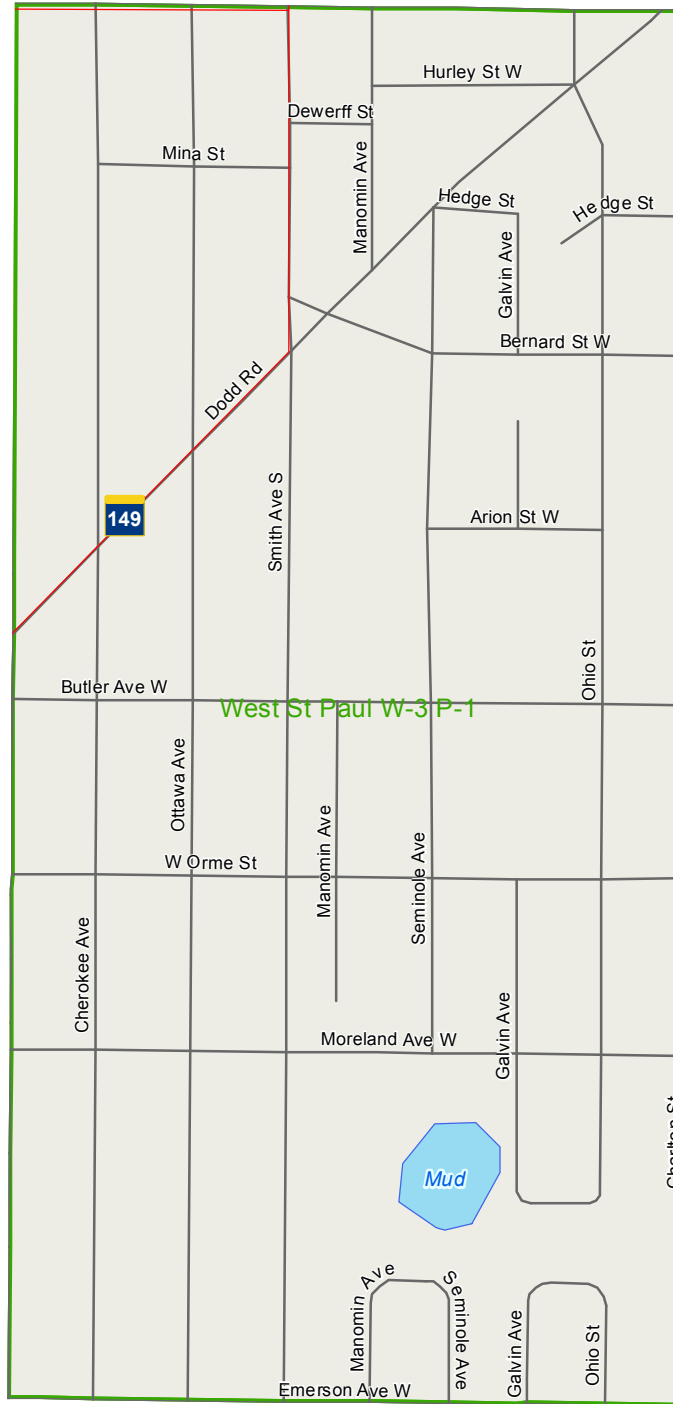 Hurley St W
Dewerff St
Mina St
Manomin Ave
Hedge St
Hedge St
Galvin Ave
Bernard St W
Dodd Rd
149
Smith Ave S
Arion St W
Ohio St
Butler Ave W
West St Paul W-3 P-1
Ottawa Ave
Manomin Ave
Seminole Ave
W Orme St
Cherokee Ave
Galvin Ave
Moreland Ave W
Charlton St
Mud
Manomin Ave
Seminole Ave
Galvin Ave
Ohio St
Emerson Ave W